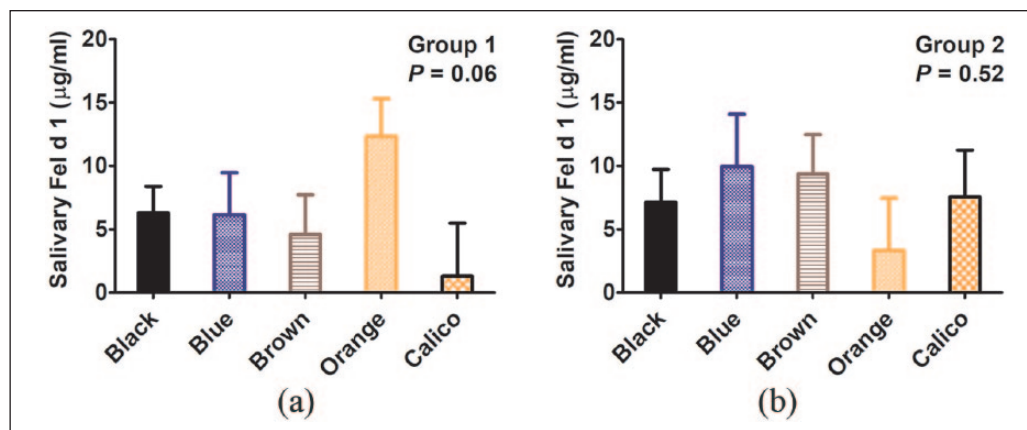 20
15
10
5
0
Salivary Fel d 1 (μg/ml)
Group 1
P = 0.06
Black
Blue
Brown
Orange
Calico
(a)
20
15
10
5
0
Salivary Fel d 1 (μg/ml)
Group 2
P = 0.52
Black
Blue
Brown
Orange
Calico
(b)